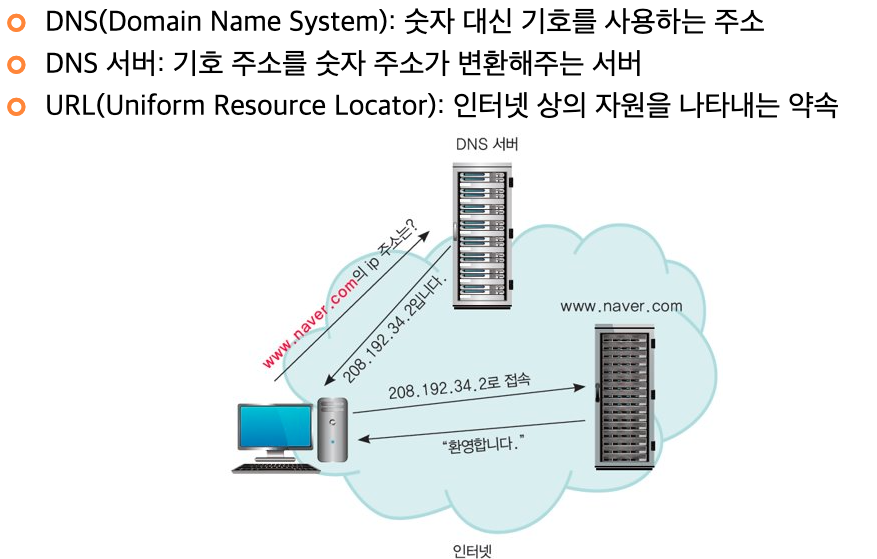 DNS(Domain Name System): 숫자 대신 기호를 사용하는 주소
DNS 서버: 기호 주소를 숫자 주소가 변환해주는 서버
URL(Uniform Resource Locator): 인터넷 상의 자원을 나타내는 약속
DNS 서버
www.naver.com의 ip 주소는?
208.192.34.2입니다.
www.naver.com
208.192.34.2로 접속
“환영합니다.”
인터넷